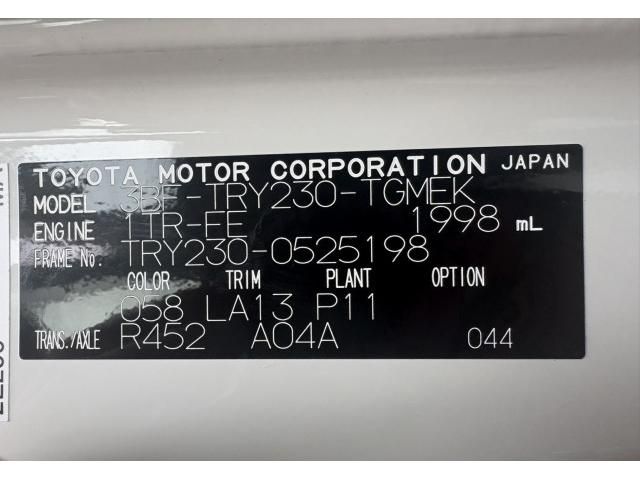 TOYOTA MOTOR CORPORATION JAPAN
MODEL 3BF-TRY230-TGMEK
ENGINE 1TR-FE 1998 mL
FRAME No. TRY230-0525198
COLOR TRIM PLANT OPTION
058 LA13 P11
TRANS./AXLE R452 A04A 044